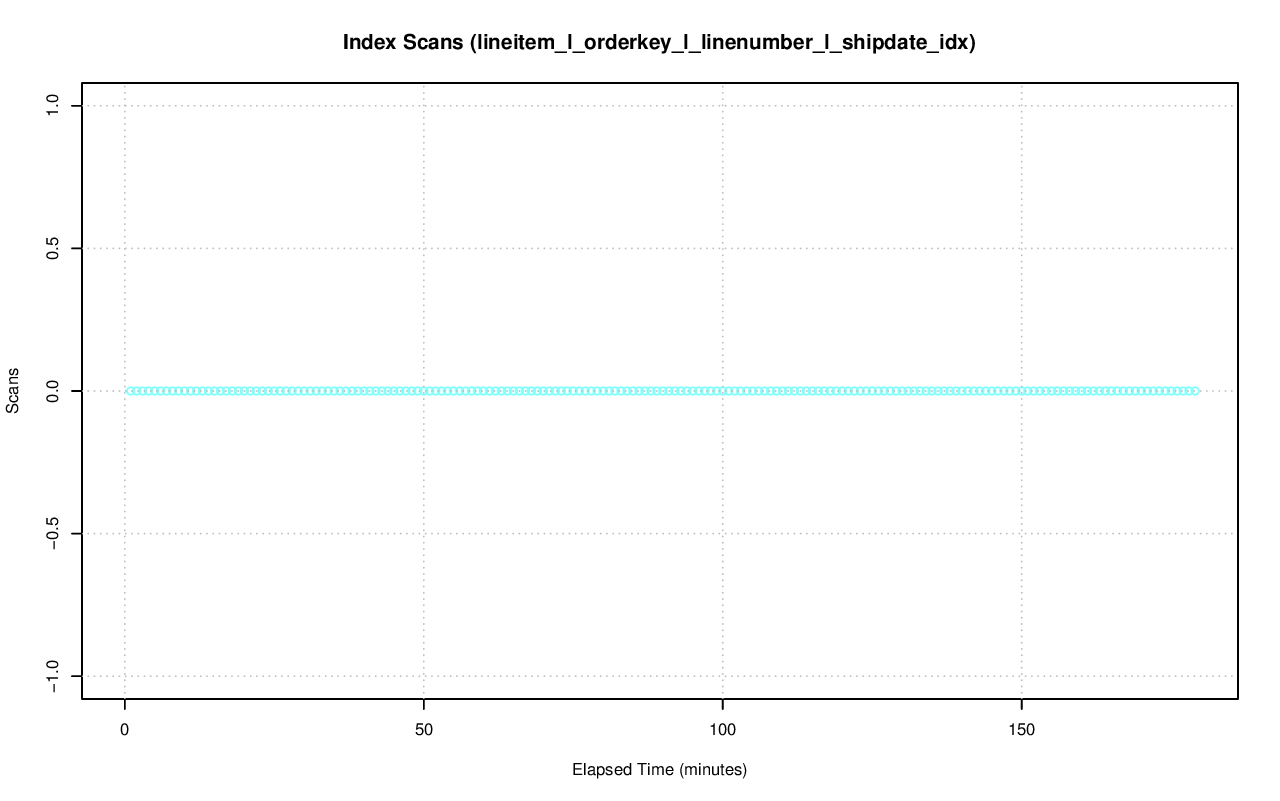 Index Scans (lineitem_l_orderkey_l_linenumber_l_shipdate_idx)
1.0
0.5
0.0
−0.5
−1.0
Scans
0 50 100 150
Elapsed Time (minutes)